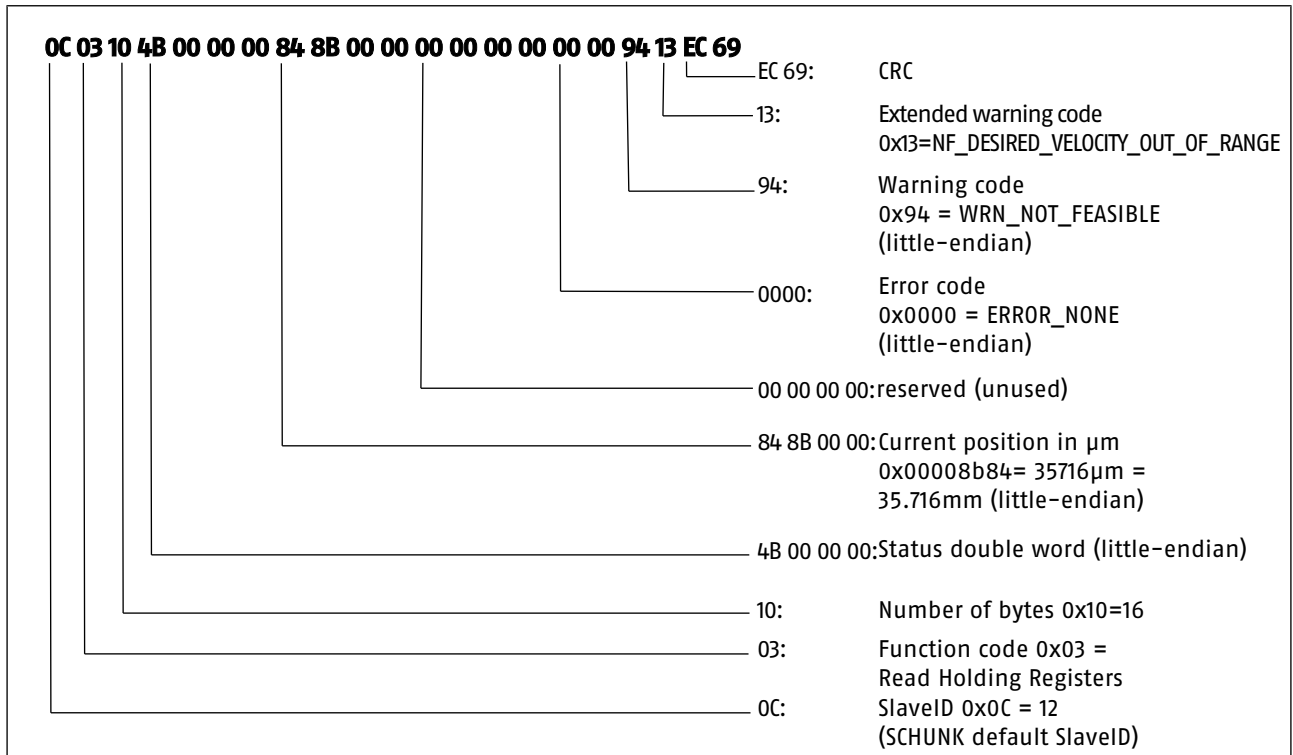 0C 03 10 4B 00 00 00 84 8B 00 00 00 00 00 00 00 00 94 13 EC 69
EC 69: CRC
13: Extended warning code
0x13=NF_DESIRED_VELOCITY_OUT_OF_RANGE
94: Warning code
0x94 = WRN_NOT_FEASIBLE
(little-endian)
0000: Error code
0x0000 = ERROR_NONE
(little-endian)
00 00 00 00: reserved (unused)
84 8B 00 00: Current position in µm
0x00008b84= 35716µm =
35.716mm (little-endian)
4B 00 00 00: Status double word (little-endian)
10: Number of bytes 0x10=16
03: Function code 0x03 =
Read Holding Registers
0C: SlaveID 0x0C = 12
(SCHUNK default SlaveID)